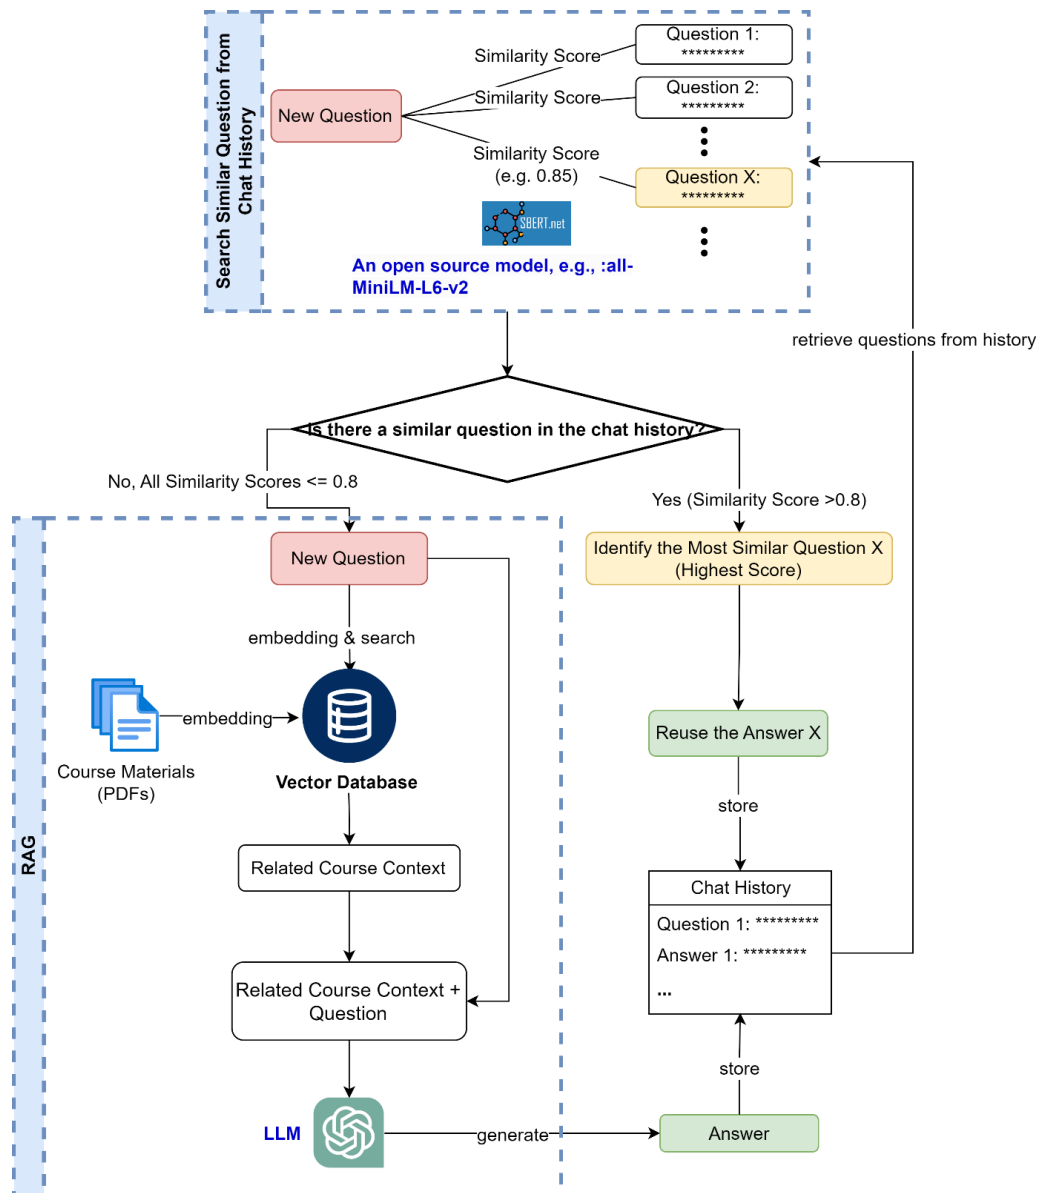 Search Similar Question from
Chat History
New Question
Similarity Score
Similarity Score
Similarity Score
(e.g. 0.85)
Question 1:
*********
Question 2:
*********
Question X:
*********
SBERT.net
An open source model, e.g., :all-
MiniLM-L6-v2
retrieve questions from history
Is there a similar question in the chat history?
No, All Similarity Scores <= 0.8
Yes (Similarity Score >0.8)
RAG
New Question
embedding & search
embedding
Course Materials
(PDFs)
Vector Database
Related Course Context
Related Course Context +
Question
LLM
generate
Identify the Most Similar Question X
(Highest Score)
Reuse the Answer X
store
Chat History
Question 1: *********
Answer 1: *********
...
store
Answer